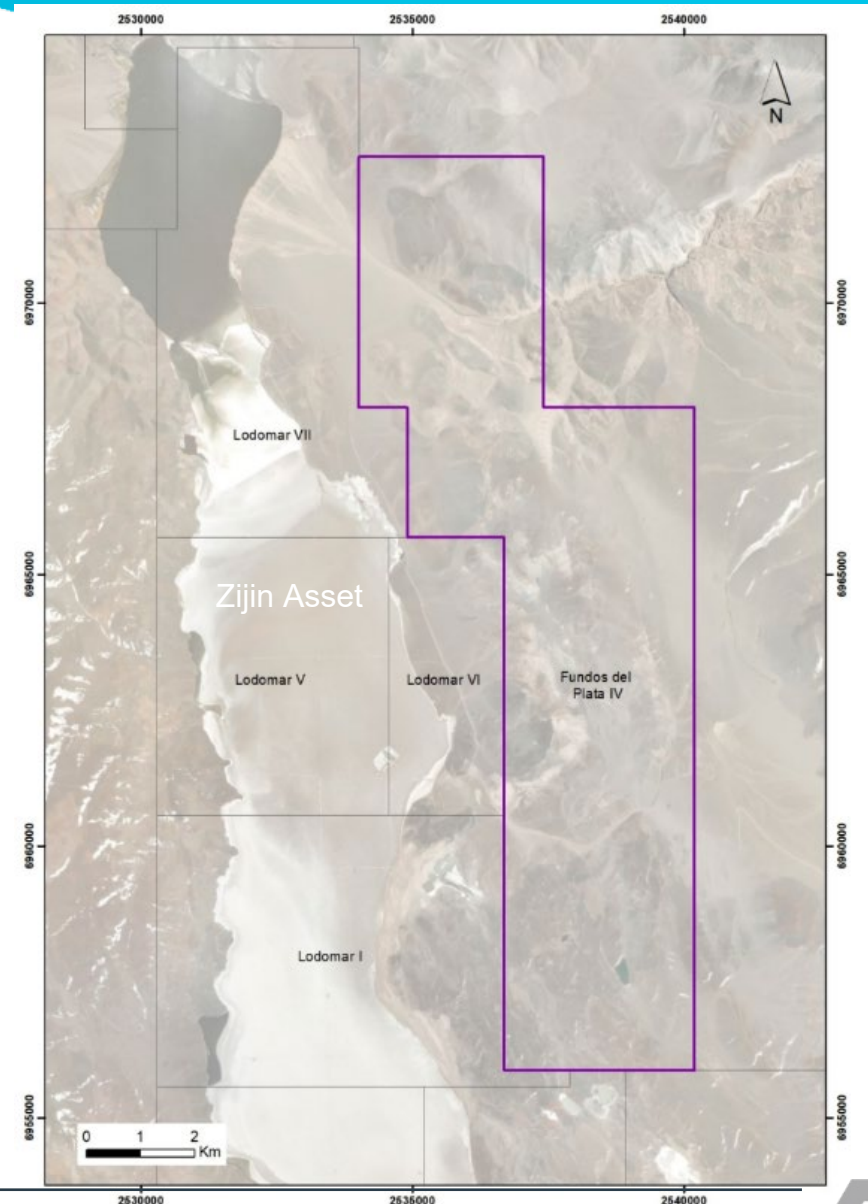 2530000
2535000
2540000
N
6970000
6970000
Lodomar VII
6965000
6965000
Zijin Asset
Lodomar V
Lodomar VI
Fundos del
Plata IV
6960000
6960000
Lodomar I
6955000
6955000
0 1 2
Km
2530000
2535000
2540000